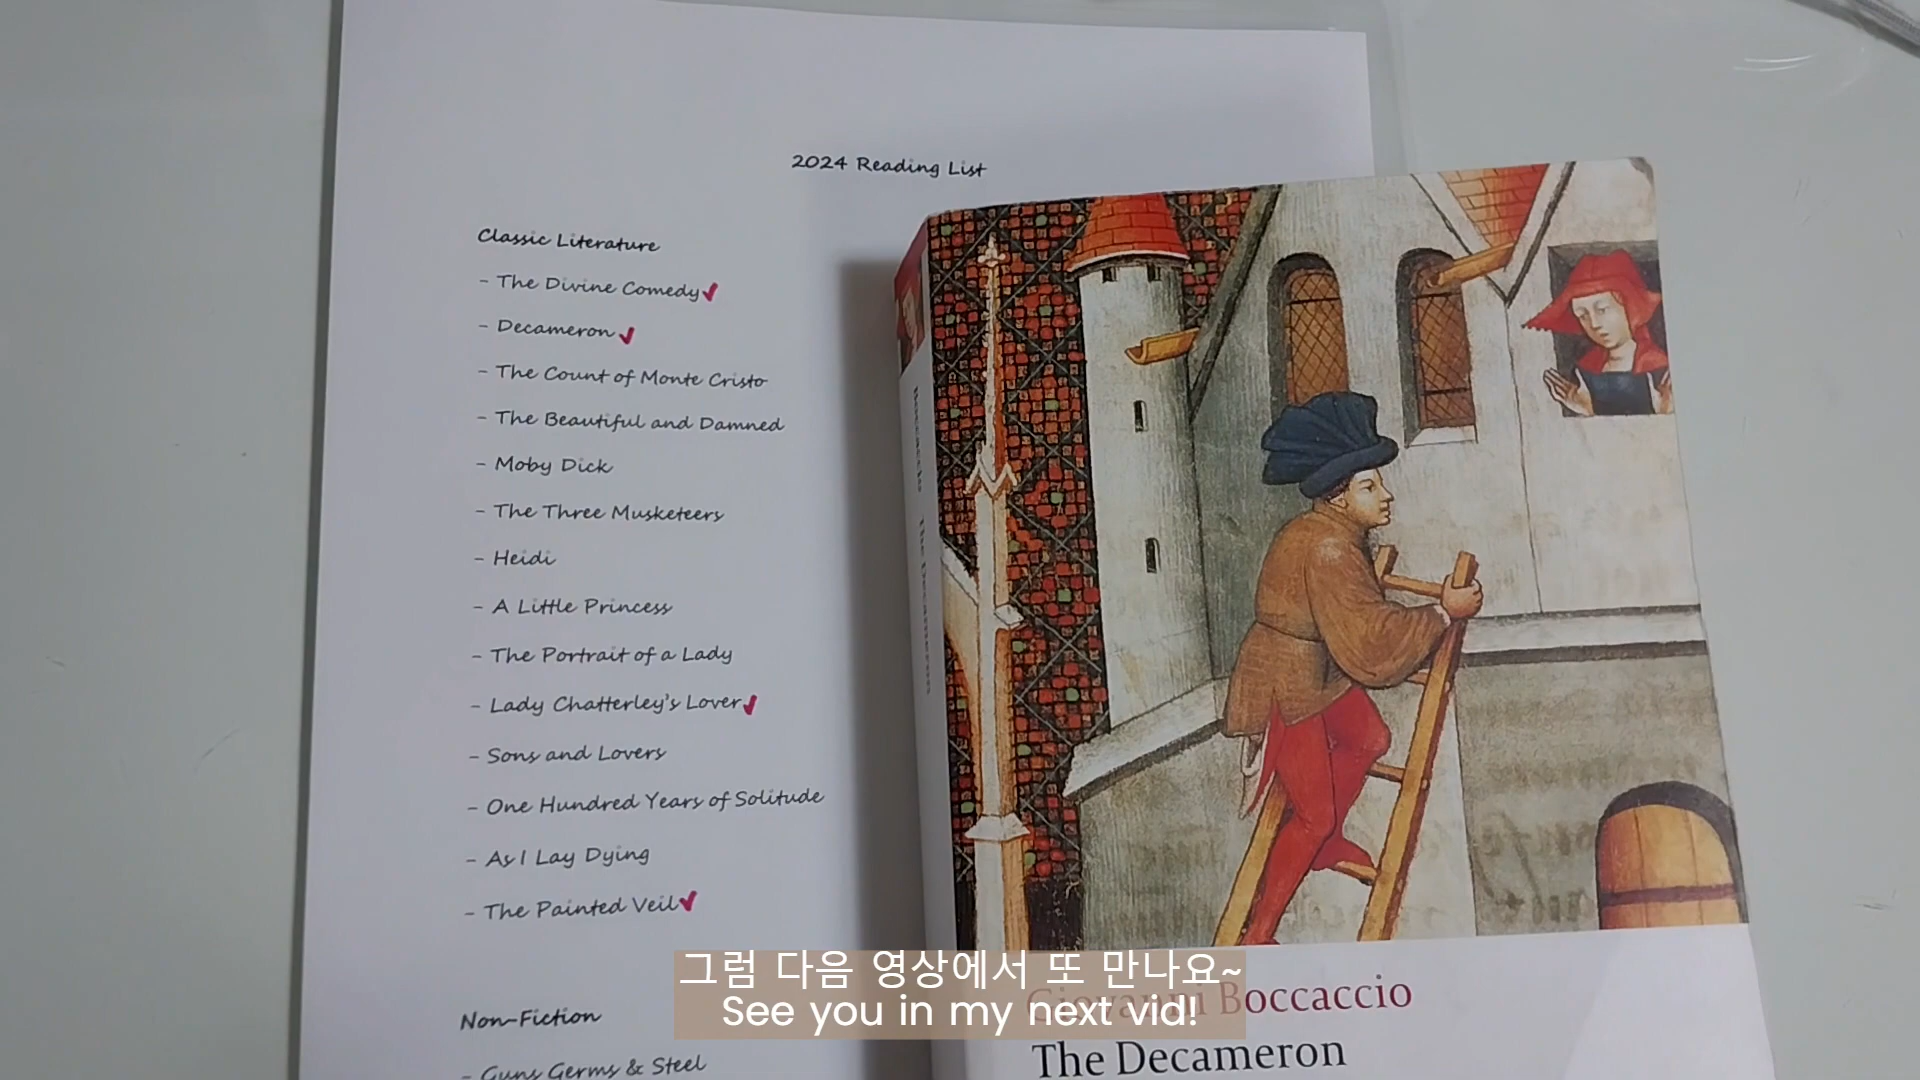 2024 Reading List
Classic Literature
- The Divine Comedy
- Decameron
- The Count of Monte Cristo
- The Beautiful and Damned
- Moby Dick
- The Three Musketeers
- Heidi
- A Little Princess
- The Portrait of a Lady
- Lady Chatterley's Lover
- Sons and Lovers
- One Hundred Years of Solitude
- As I Lay Dying
- The Painted Veil
Non-Fiction
- Guns Germs & Steel
Boccaccio The Decameron
Giovanni Boccaccio
The Decameron
그럼 다음 영상에서 또 만나요~
See you in my next vid!